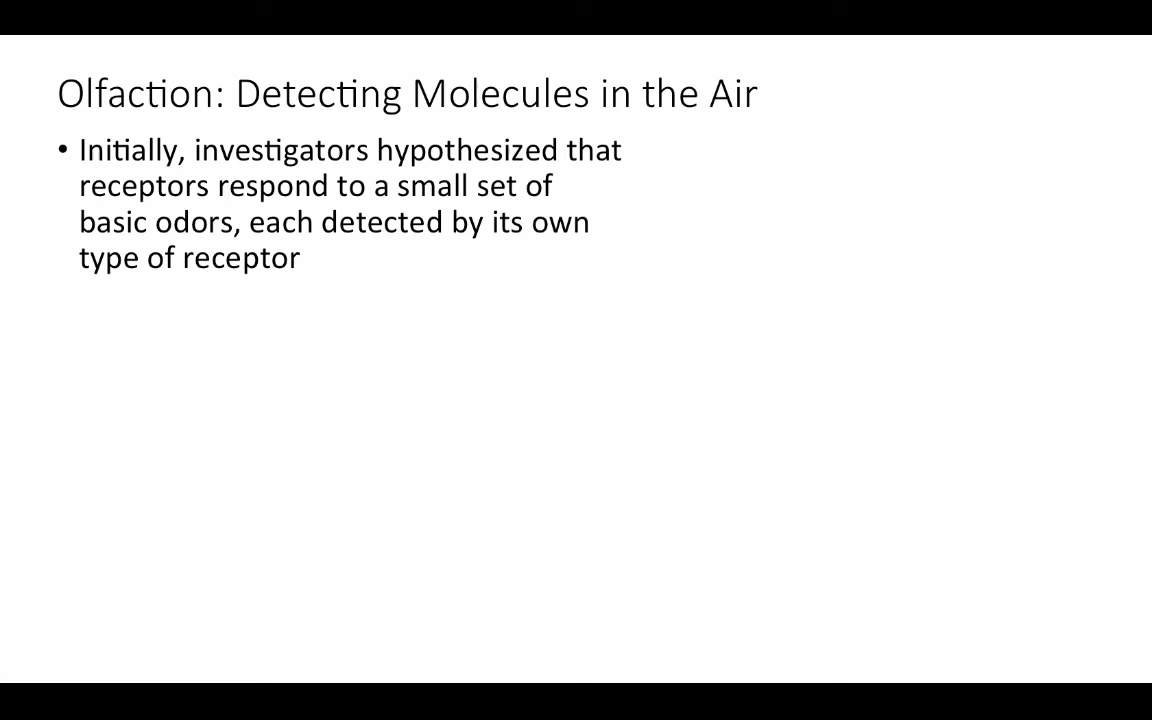 Olfaction: Detecting Molecules in the Air
• Initially, investigators hypothesized that
receptors respond to a small set of
basic odors, each detected by its own
type of receptor